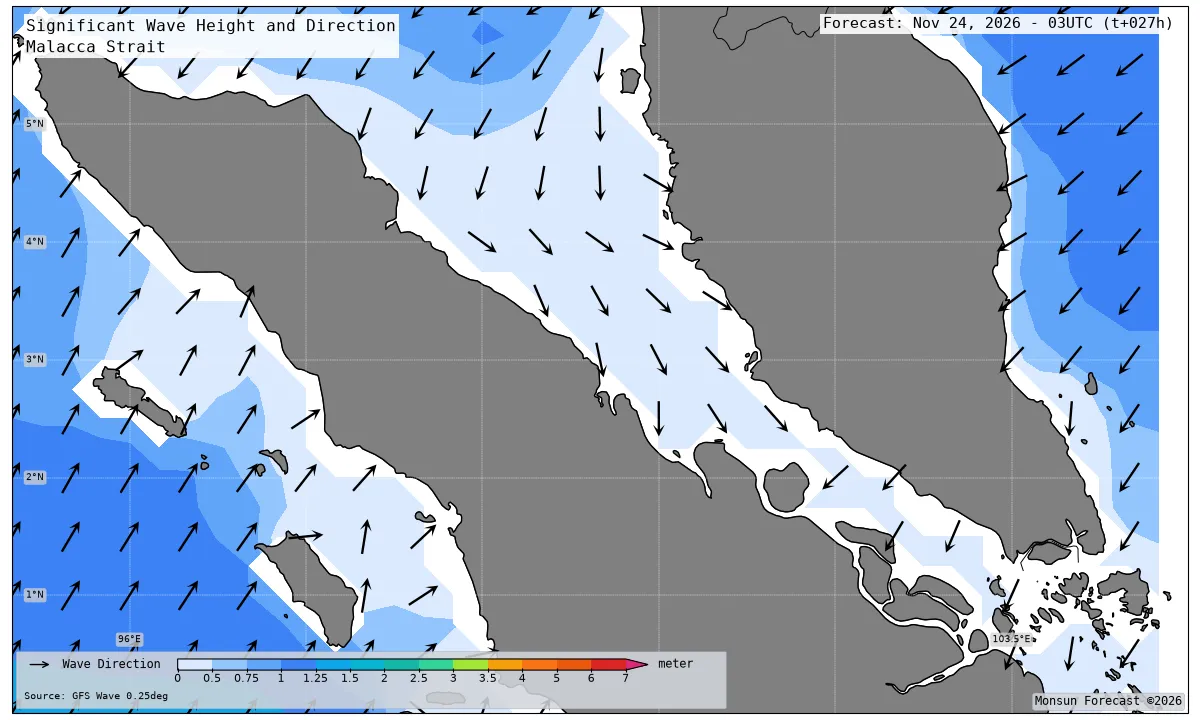 Significant Wave Height and Direction
Malacca Strait
Forecast: Nov 24, 2026 - 03UTC (t+027h)
5°N
4°N
3°N
2°N
1°N
96°E
103.5°E
Wave Direction
meter
0 0.5 0.75 1 1.25 1.5 2 2.5 3 3.5 4 5 6 7
Source: GFS Wave 0.25deg
Monsun Forecast ©2026